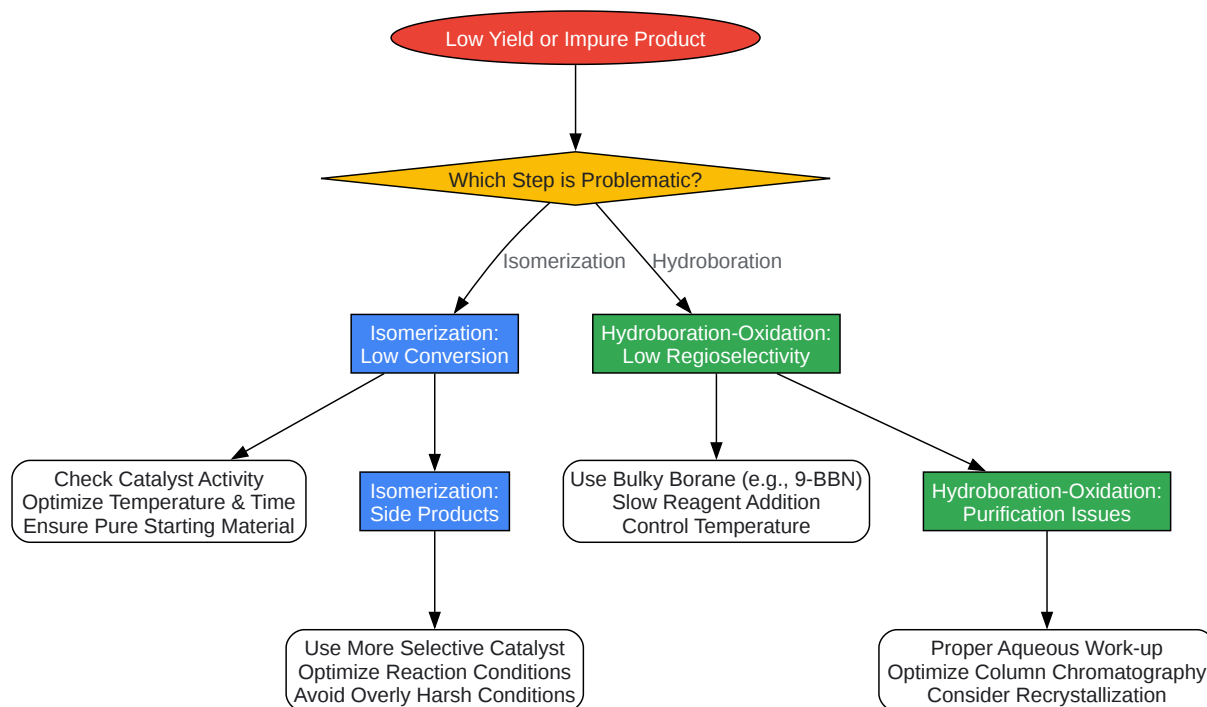 Low Yield or Impure Product
Which Step is Problematic?
Isomerization
Hydroboration
Isomerization:
Low Conversion
Hydroboration-Oxidation:
Low Regioselectivity
Check Catalyst Activity
Optimize Temperature & Time
Ensure Pure Starting Material
Isomerization:
Side Products
Use Bulky Borane (e.g., 9-BBN)
Slow Reagent Addition
Control Temperature
Hydroboration-Oxidation:
Purification Issues
Use More Selective Catalyst
Optimize Reaction Conditions
Avoid Overly Harsh Conditions
Proper Aqueous Work-up
Optimize Column Chromatography
Consider Recrystallization